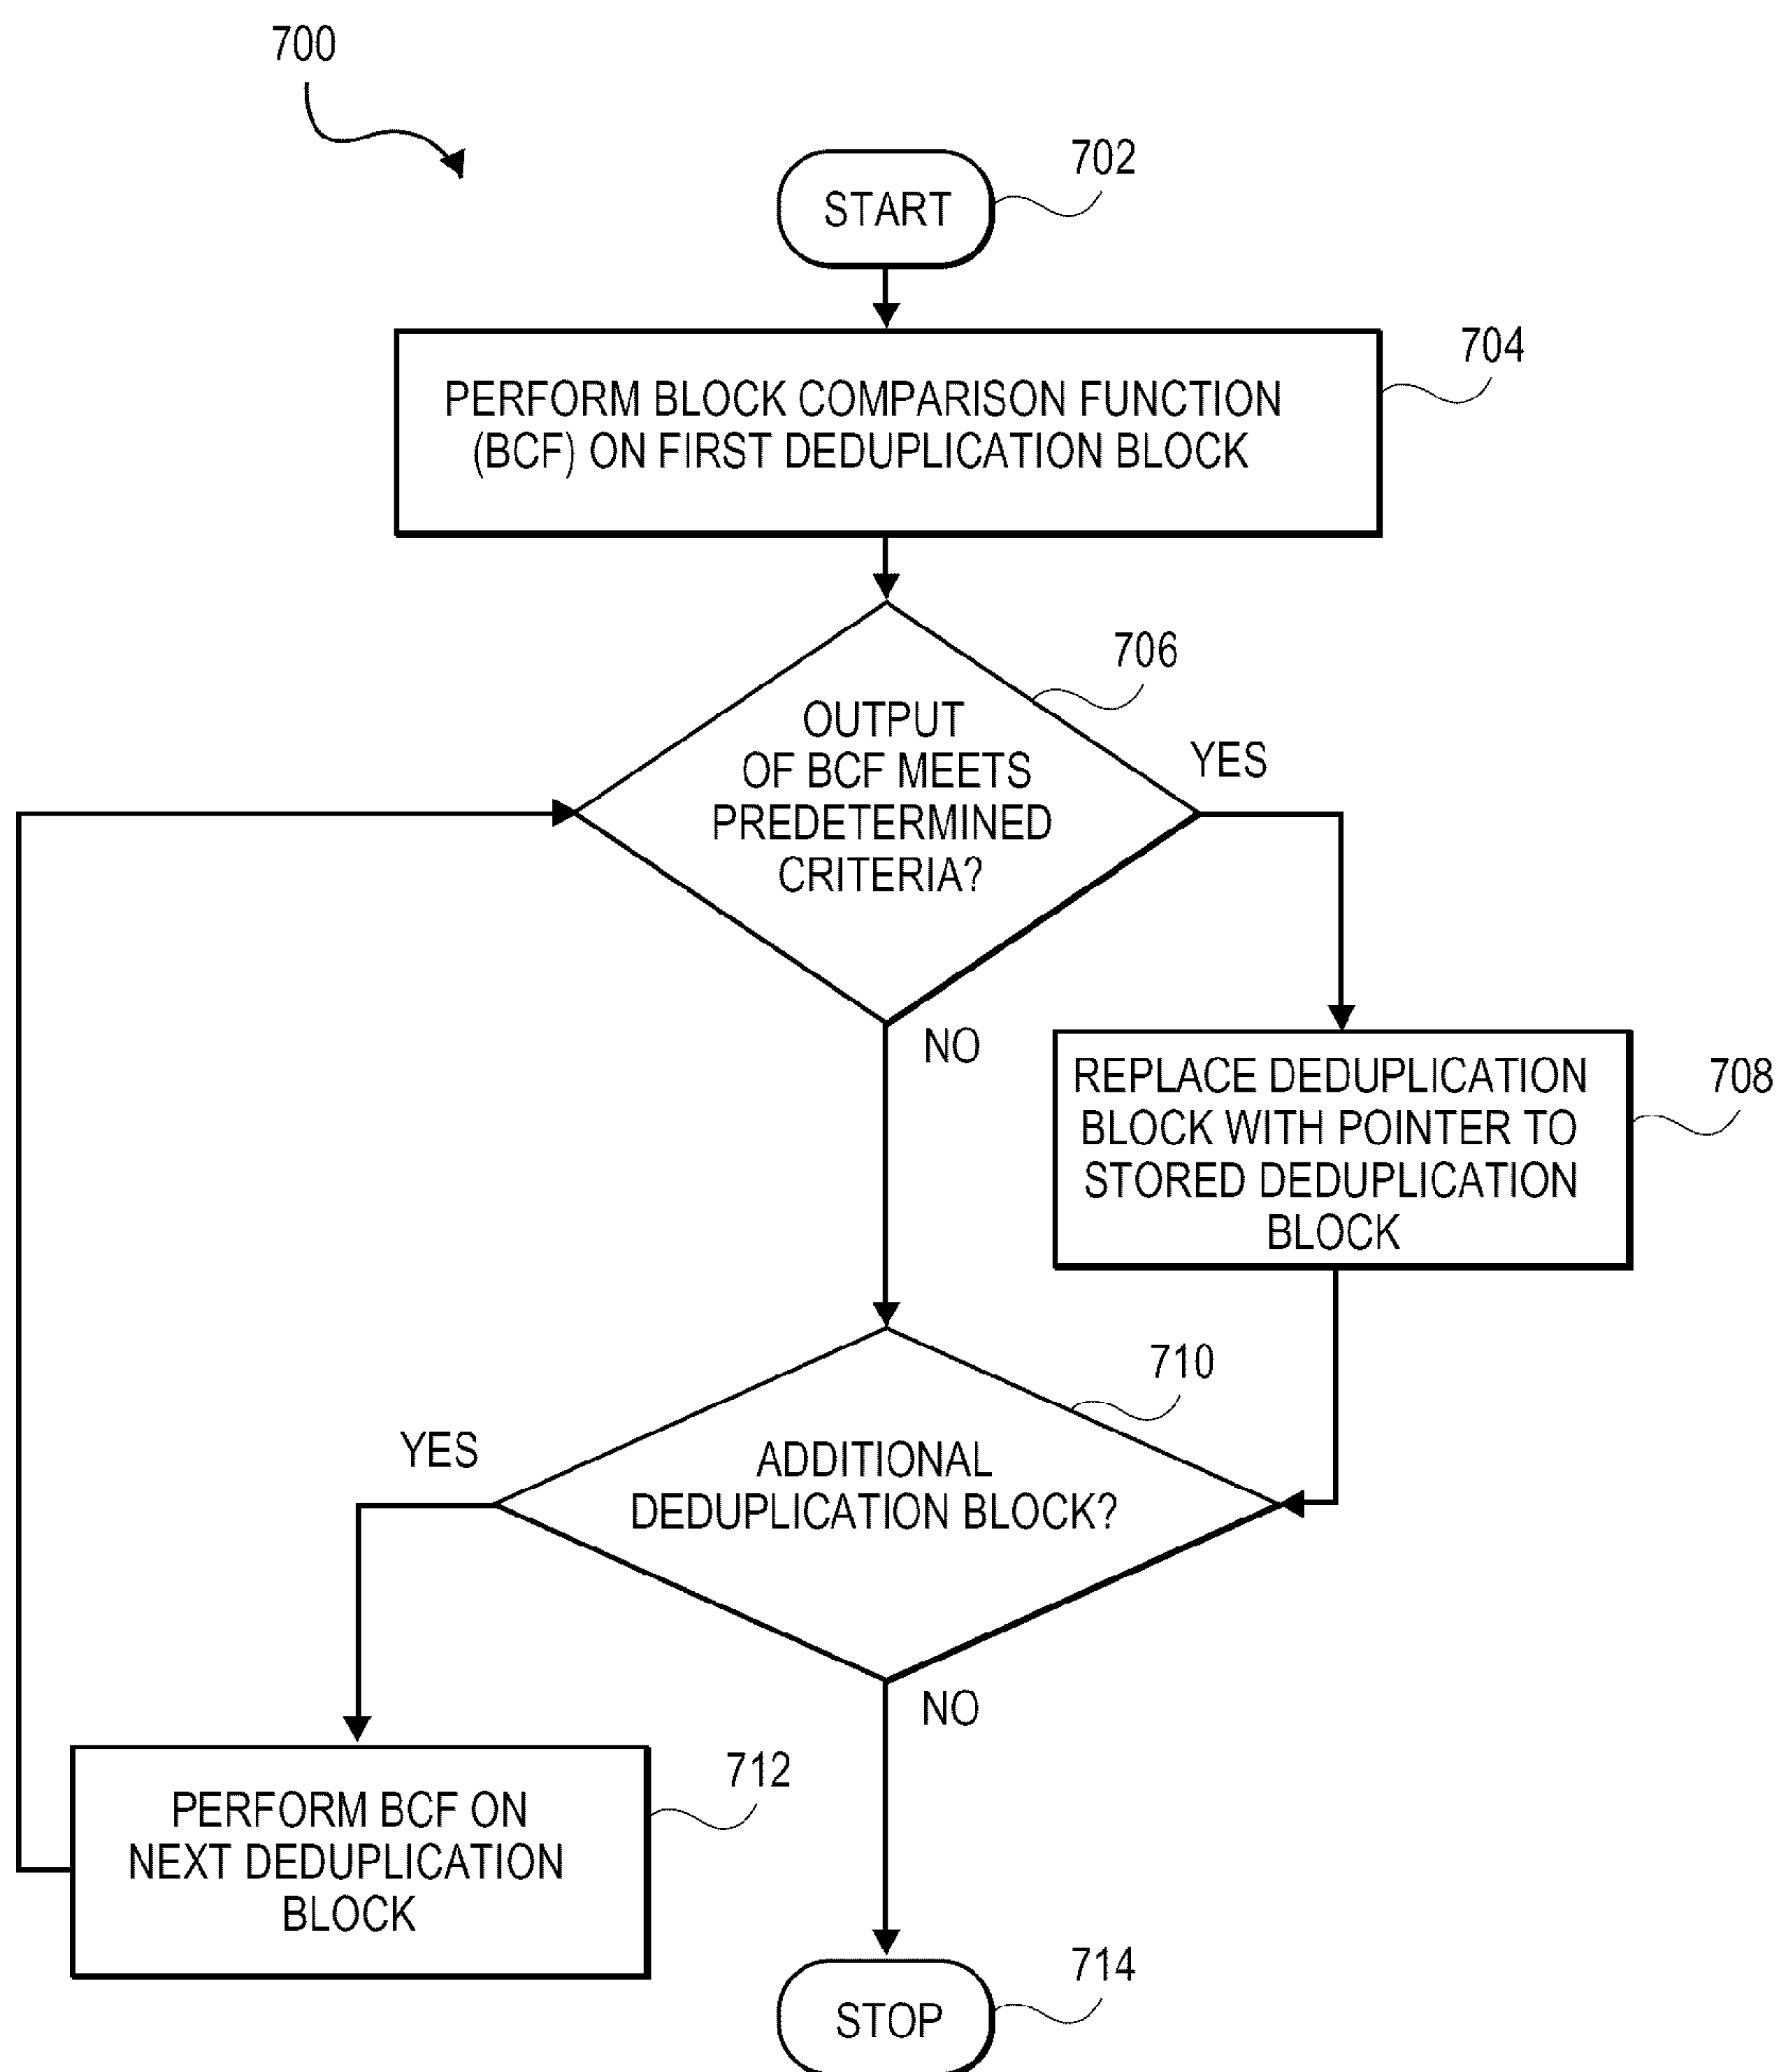 700
702
START
704
PERFORM BLOCK COMPARISON FUNCTION
(BCF) ON FIRST DEDUPLICATION BLOCK
706
OUTPUT
OF BCF MEETS
PREDETERMINED
CRITERIA?
YES
NO
REPLACE DEDUPLICATION
BLOCK WITH POINTER TO
STORED DEDUPLICATION
BLOCK
708
710
YES
ADDITIONAL
DEDUPLICATION BLOCK?
NO
712
PERFORM BCF ON
NEXT DEDUPLICATION
BLOCK
714
STOP